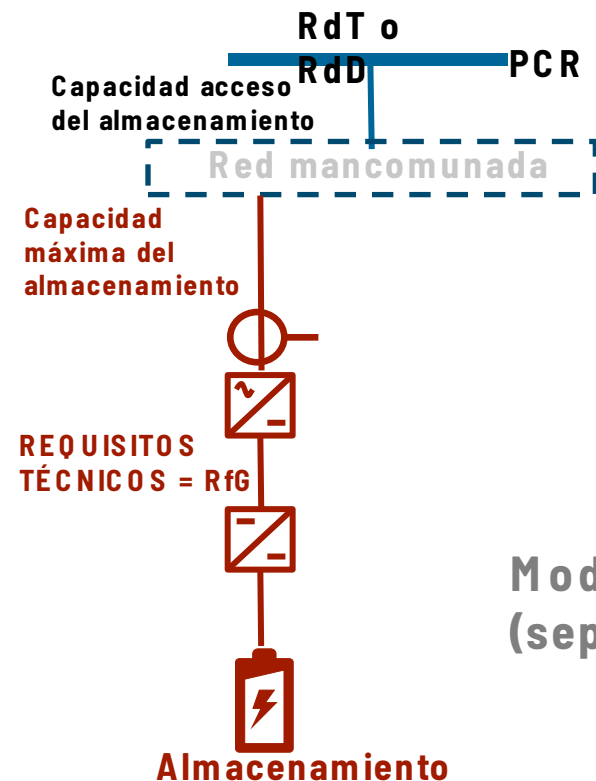 RdT o
RdD
PCR
Capacidad acceso
del almacenamiento
Red mancomunada
Capacidad
máxima del
almacenamiento
REQUISITOS
TÉCNICOS = RfG
Almacenamiento